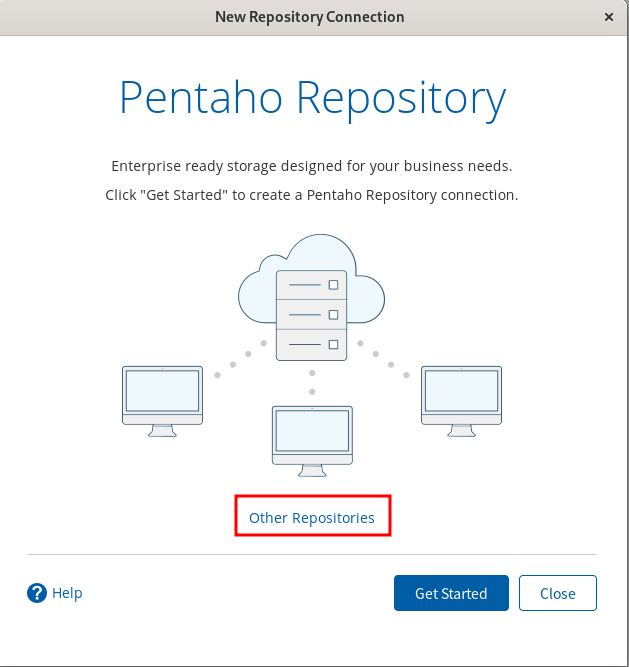 New Repository Connection
Pentaho Repository
Enterprise ready storage designed for your business needs.
Click "Get Started" to create a Pentaho Repository connection.
Other Repositories
? Help
Get Started
Close